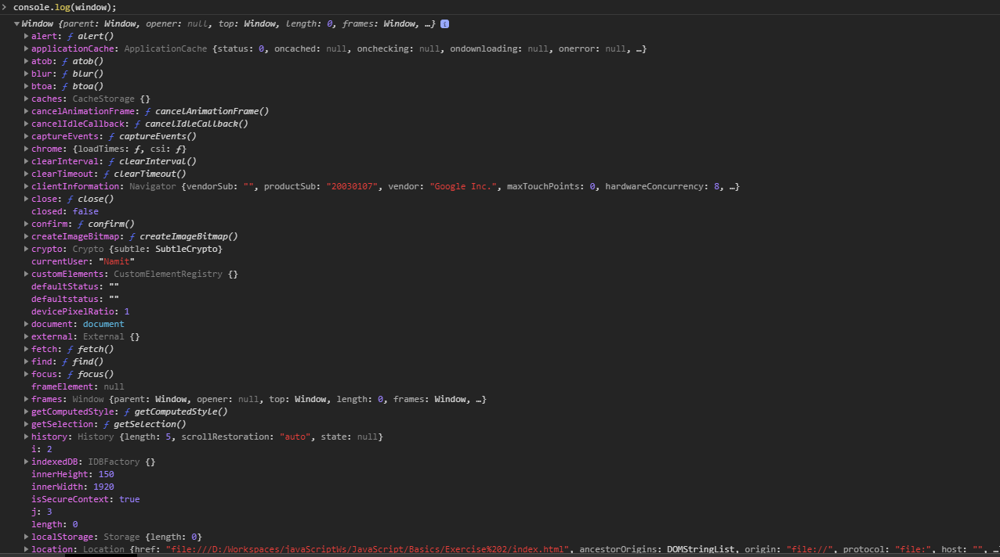 > console.log(window);
▼Window {parent: Window, opener: null, top: Window, length: 0, frames: Window, …} i
▶alert: ƒ alert()
▶applicationCache: ApplicationCache {status: 0, oncached: null, onchecking: null, ondownloading: null, onerror: null, …}
▶atob: ƒ atob()
▶blur: ƒ blur()
▶btoa: ƒ btoa()
▶caches: CacheStorage {}
▶cancelAnimationFrame: ƒ cancelAnimationFrame()
▶cancelIdleCallback: ƒ cancelIdleCallback()
▶captureEvents: ƒ captureEvents()
▶chrome: {loadTimes: ƒ, csi: ƒ}
▶clearInterval: ƒ clearInterval()
▶clearTimeout: ƒ clearTimeout()
▶clientInformation: Navigator {vendorSub: "", productSub: "20030107", vendor: "Google Inc.", maxTouchPoints: 0, hardwareConcurrency: 8, …}
▶close: ƒ close()
closed: false
▶confirm: ƒ confirm()
▶createImageBitmap: ƒ createImageBitmap()
▶crypto: Crypto {subtle: SubtleCrypto}
currentUser: "Namit"
▶customElements: CustomElementRegistry {}
defaultStatus: ""
defaultstatus: ""
devicePixelRatio: 1
▶document: document
▶external: External {}
▶fetch: ƒ fetch()
▶find: ƒ find()
▶focus: ƒ focus()
frameElement: null
▶frames: Window {parent: Window, opener: null, top: Window, length: 0, frames: Window, …}
▶getComputedStyle: ƒ getComputedStyle()
▶getSelection: ƒ getSelection()
▶history: History {length: 5, scrollRestoration: "auto", state: null}
i: 2
▶indexedDB: IDBFactory {}
innerHeight: 150
innerWidth: 1920
isSecureContext: true
j: 3
length: 0
▶localStorage: Storage {length: 0}
▶location: Location {href: "file:///D:/Workspaces/javaScriptWs/JavaScript/Basics/Exercise%202/index.html", ancestorOrigins: DOMStringList, origin: "file://", protocol: "file:", host: "", …